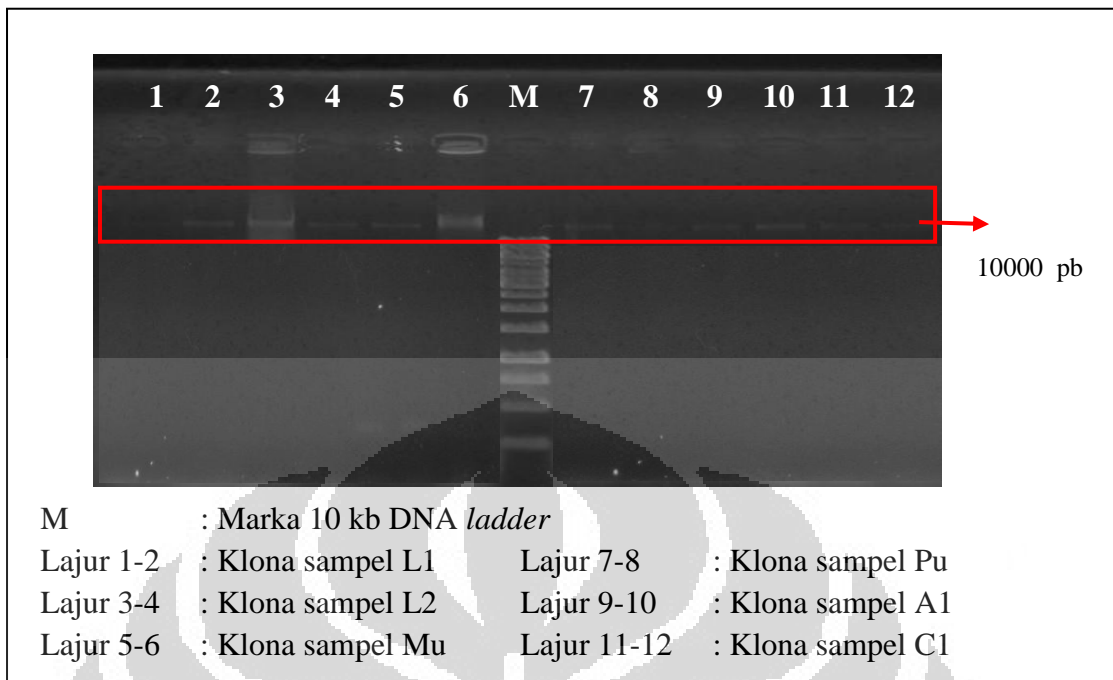 1 2 3 4 5 6 M 7 8 9 10 11 12
10000 pb
M : Marka 10 kb DNA ladder
Lajur 1-2 : Klona sampel L1 Lajur 7-8 : Klona sampel Pu
Lajur 3-4 : Klona sampel L2 Lajur 9-10 : Klona sampel A1
Lajur 5-6 : Klona sampel Mu Lajur 11-12 : Klona sampel C1